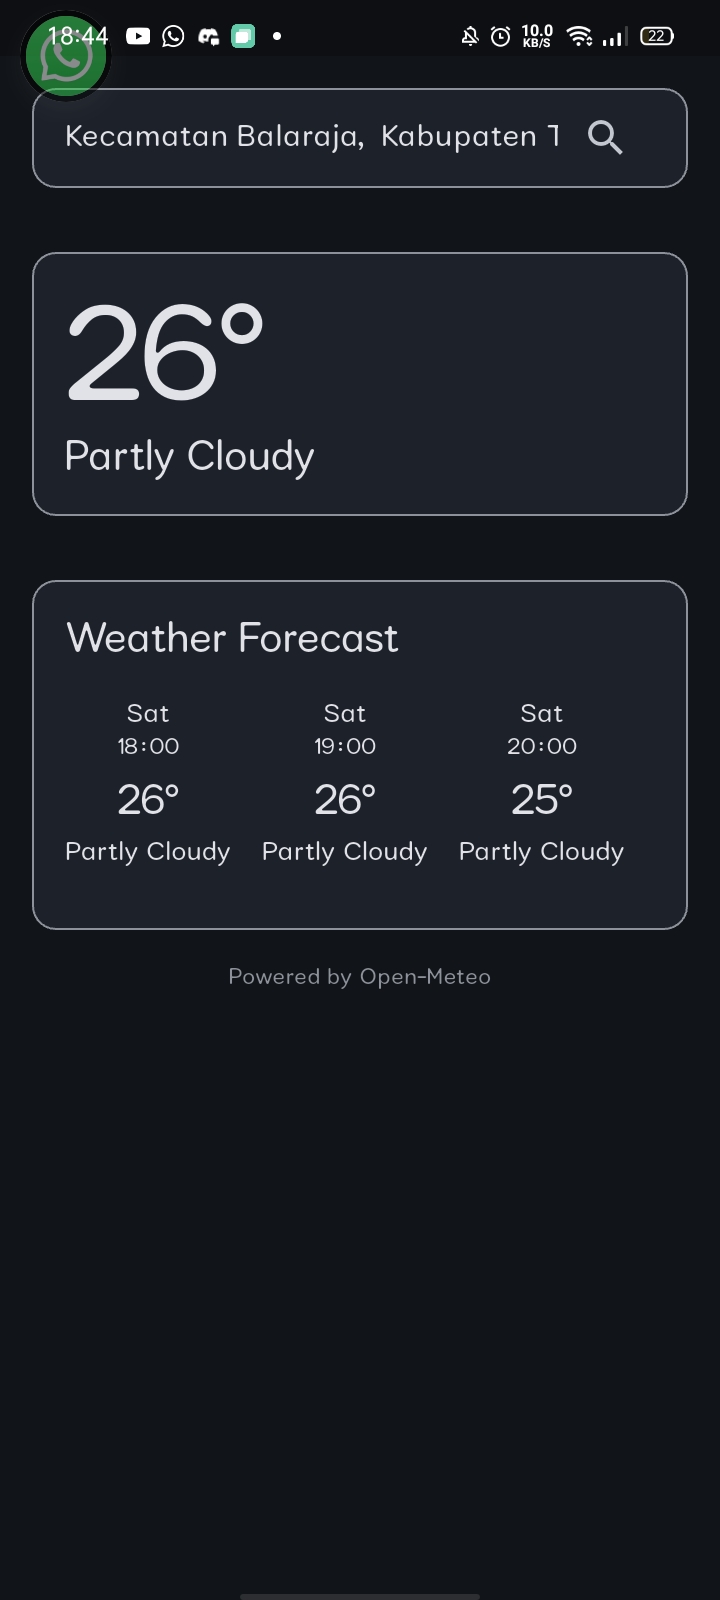 18:44 10.0 KB/S 22
Kecamatan Balaraja, Kabupaten T
26°
Partly Cloudy
Weather Forecast
Sat Sat Sat
18:00 19:00 20:00
26° 26° 25°
Partly Cloudy Partly Cloudy Partly Cloudy
Powered by Open-Meteo